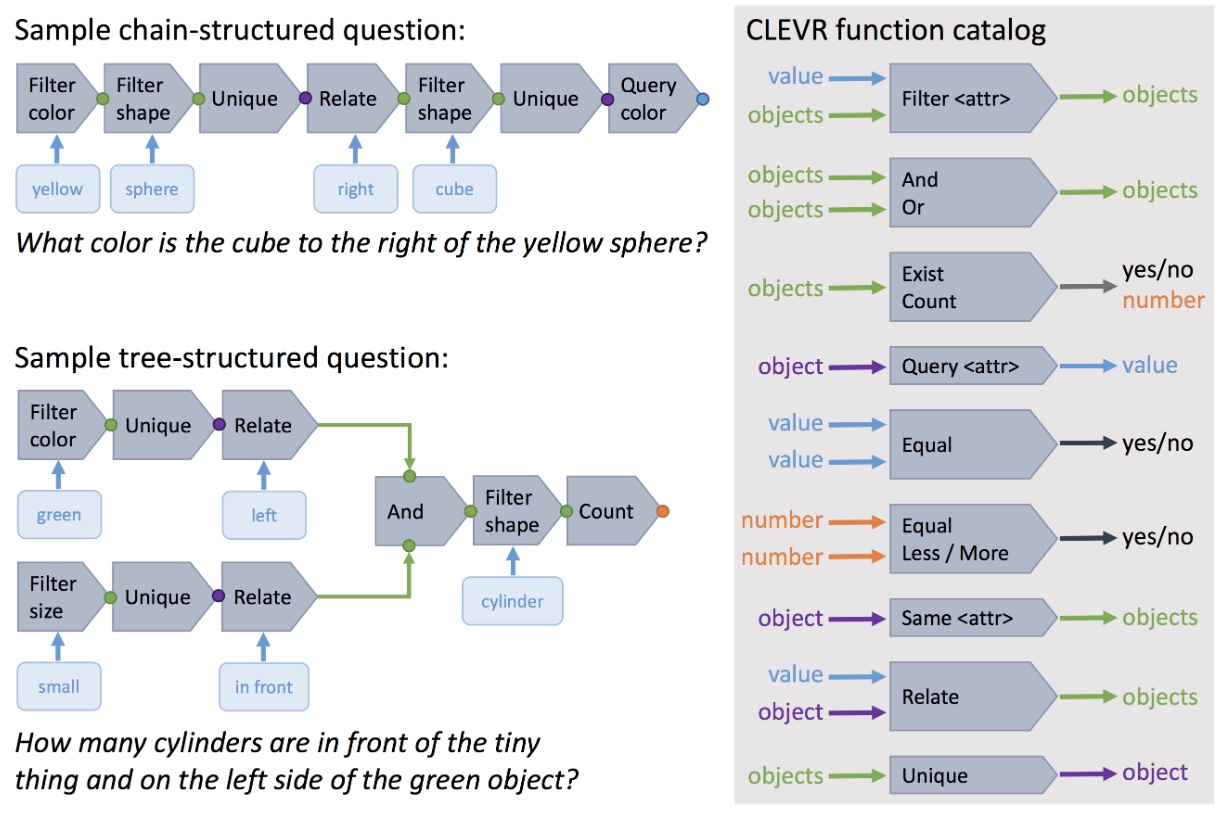 Sample chain-structured question:
Filter
color
Filter
shape
Unique
Relate
Filter
shape
Unique
Query
color
yellow
sphere
right
cube
What color is the cube to the right of the yellow sphere?
Sample tree-structured question:
Filter
color
Unique
Relate
green
left
And
Filter
shape
Count
cylinder
Filter
size
Unique
Relate
small
in front
How many cylinders are in front of the tiny
thing and on the left side of the green object?
CLEVR function catalog
value
objects
Filter <attr>
objects
objects
objects
And
Or
objects
objects
Exist
Count
yes/no
number
object
Query <attr>
value
value
value
Equal
yes/no
number
number
Equal
Less / More
yes/no
object
Same <attr>
objects
value
object
Relate
objects
objects
Unique
object